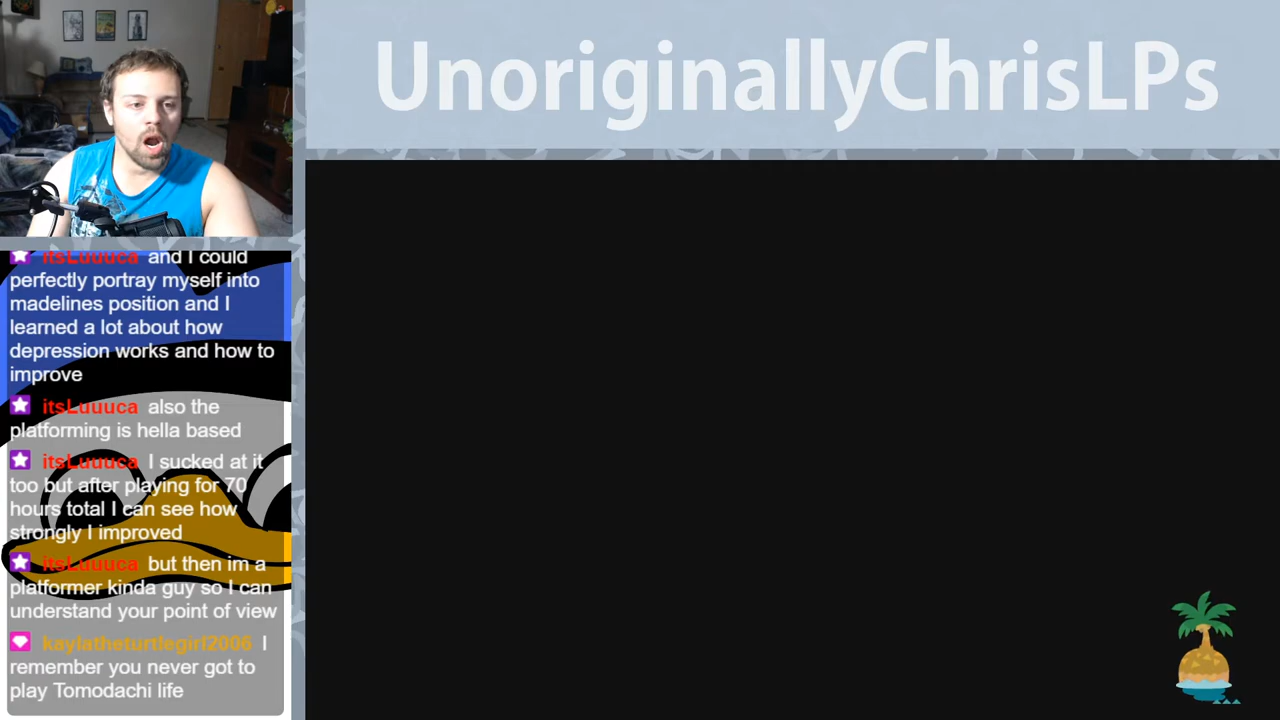 UnoriginallyChrisLPs
itsLuuuca and I could
perfectly portray myself into
madelines position and I
learned a lot about how
depression works and how to
improve
itsLuuuca also the
platforming is hella based
itsLuuuca I sucked at it
too but after playing for 70
hours total I can see how
strongly I improved
itsLuuuca but then im a
platformer kinda guy so I can
understand your point of view
kaylatheturtlegirl2006 I
remember you never got to
play Tomodachi life